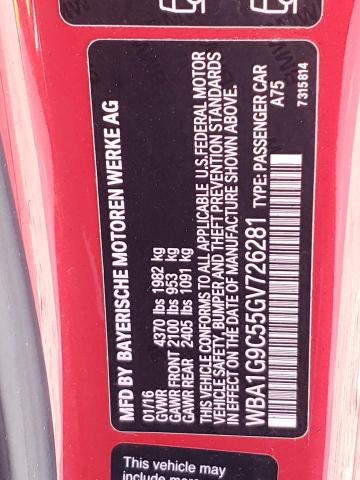 MFD BY BAYERISCHE MOTOREN WERKE AG
01/16
GVWR 4370 lbs 1982 kg
GAWR FRONT 2100 lbs 953 kg
GAWR REAR 2405 lbs 1091 kg
THIS VEHICLE CONFORMS TO ALL APPLICABLE U.S.FEDERAL MOTOR
VEHICLE SAFETY, BUMPER AND THEFT PREVENTION STANDARDS
IN EFFECT ON THE DATE OF MANUFACTURE SHOWN ABOVE.
WBA1G9C55GV726281 TYPE: PASSENGER CAR
A75
7315814
This vehicle may
include more